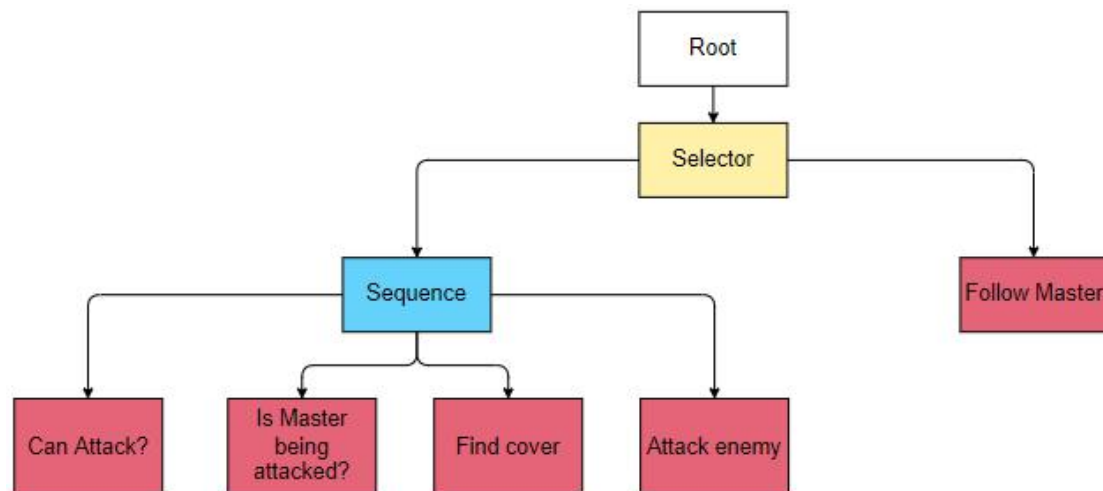 Root
Selector
Sequence
Follow Master
Can Attack?
Is Master
being
attacked?
Find cover
Attack enemy